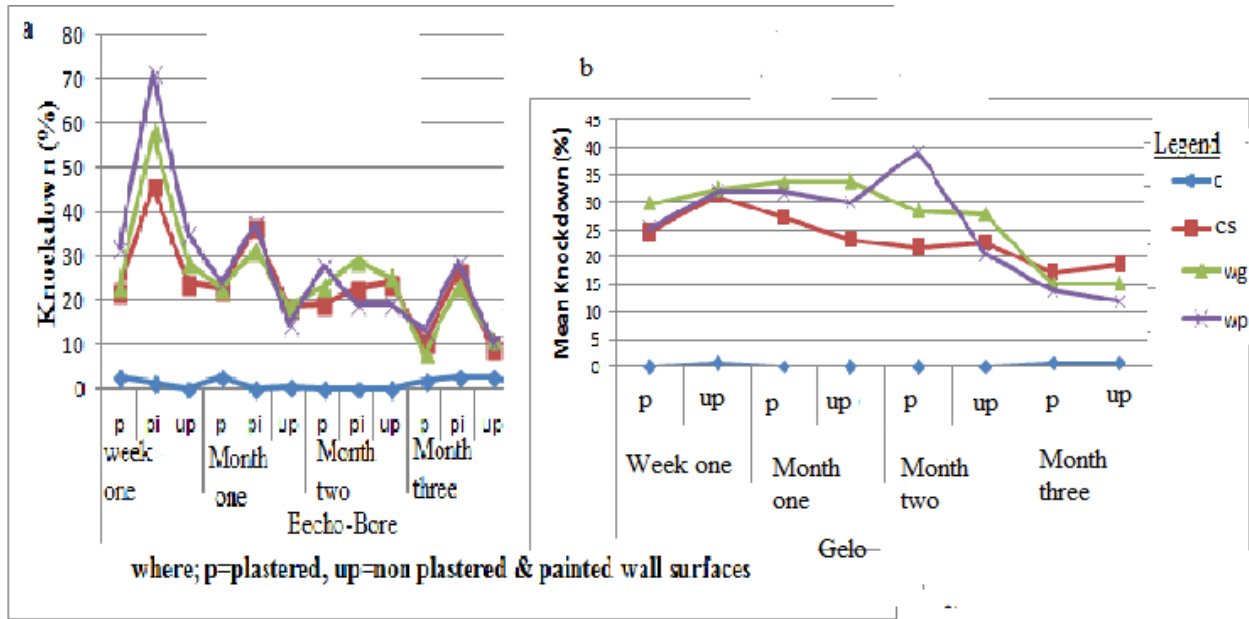 a
80
70
60
50
40
30
20
10
0
Knockdown (%)
p pi up p pi up p pi up p pi up
week one
Month one
Month two
Month three
Eecho-Bore
b
45
40
35
30
25
20
15
10
5
0
Mean Knockdown (%)
p up p up p up p up
Week one
Month one
Month two
Month three
Gelo
Legend
c
cs
wg
wp
where; p=plastered, up=non plastered & painted wall surfaces